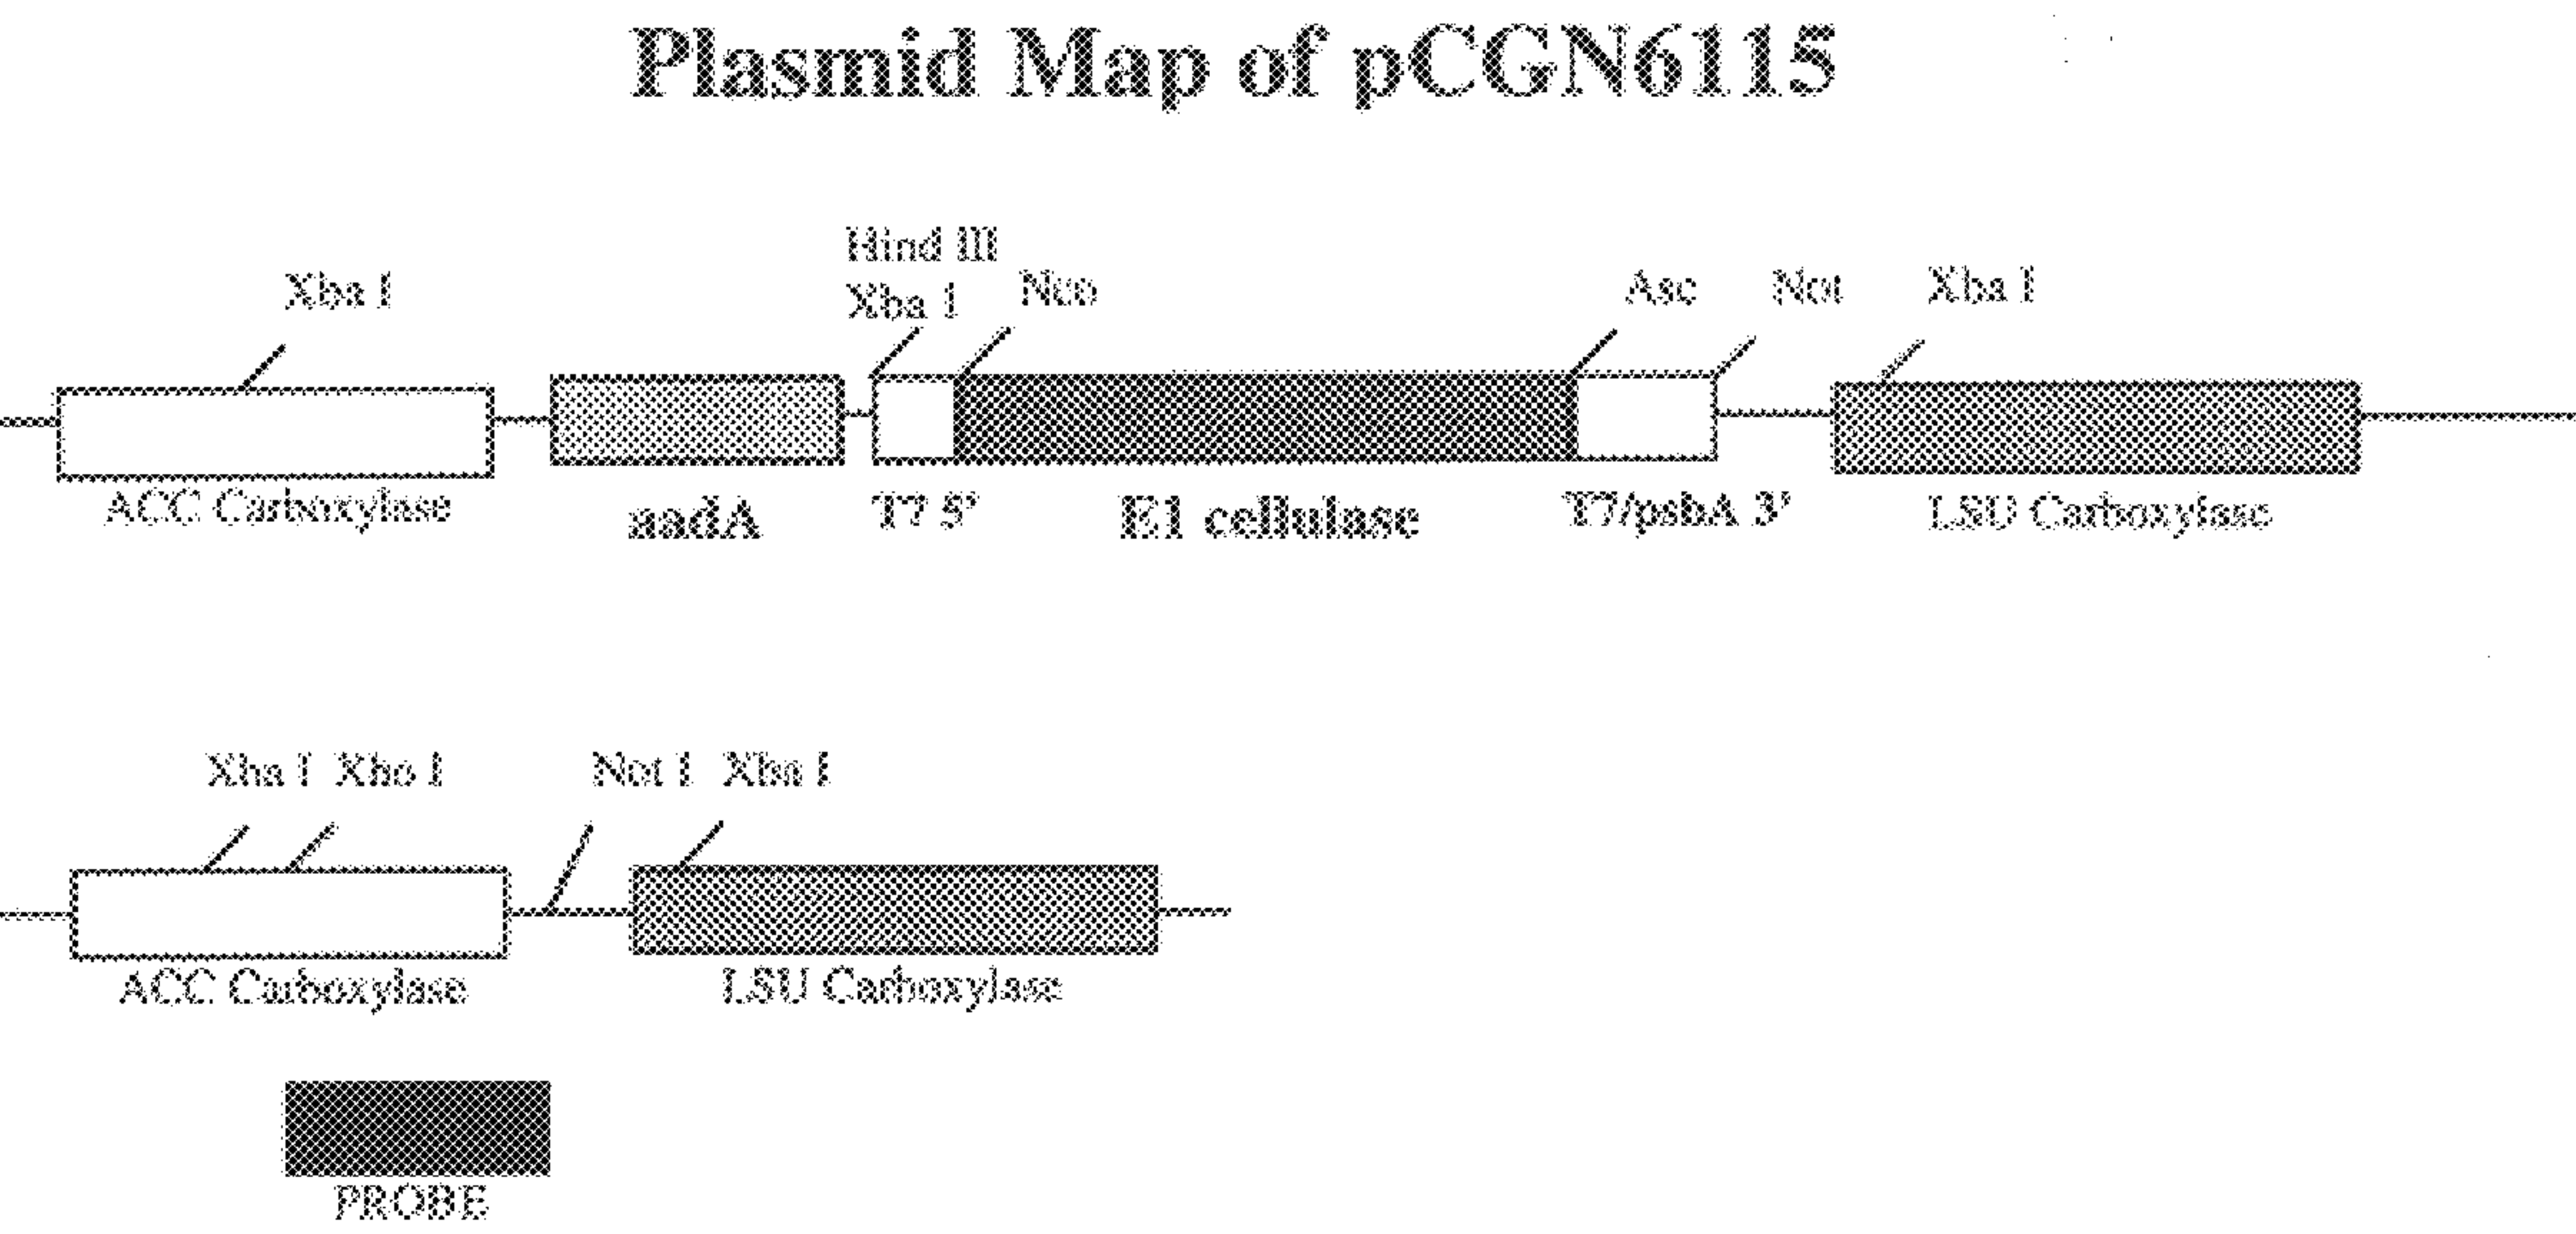 Plasmid Map of pCGN6115
Hind III
Xba I Xba I Nco Asc Not Xba I
ACC Carboxylase aadA T7 5' E1 cellulase T7/psbA 3' LSU Carboxylase
Xba I Xho I Not I Xba I
ACC Carboxylase LSU Carboxylase
PROBE